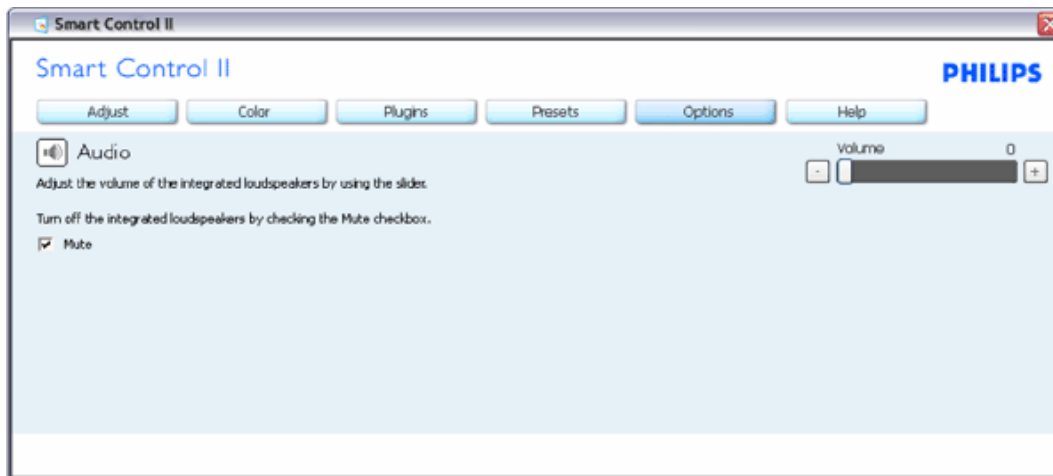 Smart Control II
Smart Control II
PHILIPS
Adjust Color Plugins Presets Options Help
Audio
Volume 0
- +
Adjust the volume of the integrated loudspeakers by using the slider.
Turn off the integrated loudspeakers by checking the Mute checkbox.
Mute